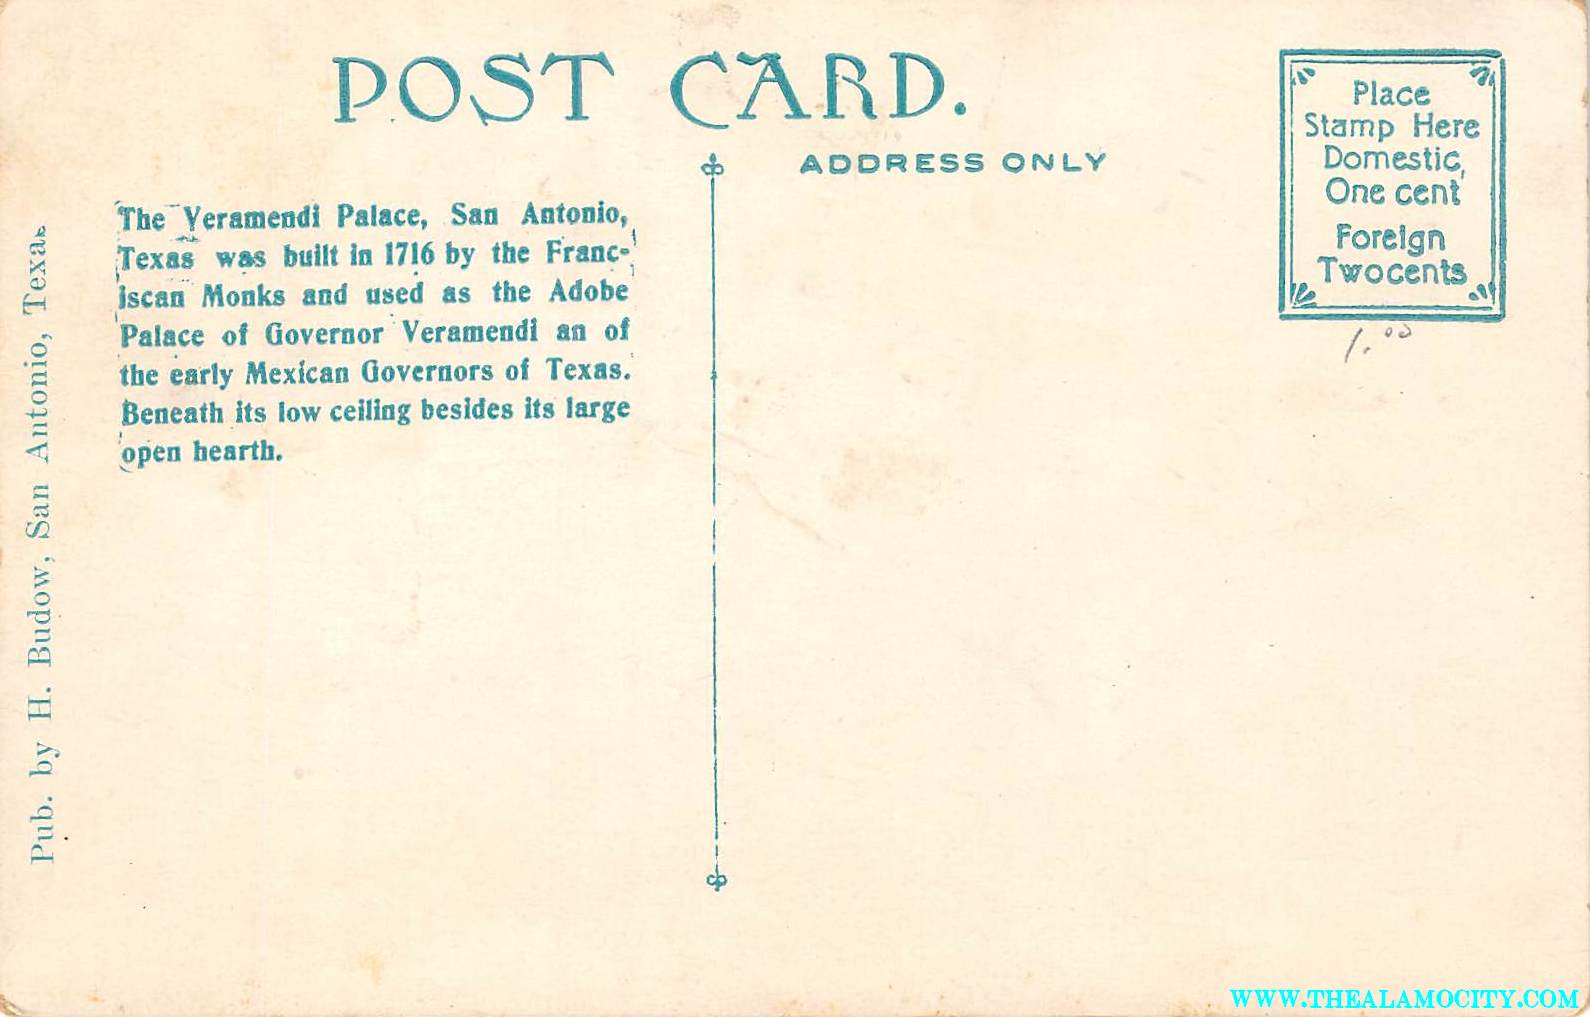 POST CARD.
ADDRESS ONLY
Place
Stamp Here
Domestic,
One cent
Foreign
Twocents
1.00
The Veramendi Palace, San Antonio,
Texas was built in 1716 by the Franc-
iscan Monks and used as the Adobe
Palace of Governor Veramendi an of
the early Mexican Governors of Texas.
Beneath its low ceiling besides its large
open hearth.
Pub. by H. Budow, San Antonio, Texas
WWW.THEALAMOCITY.COM